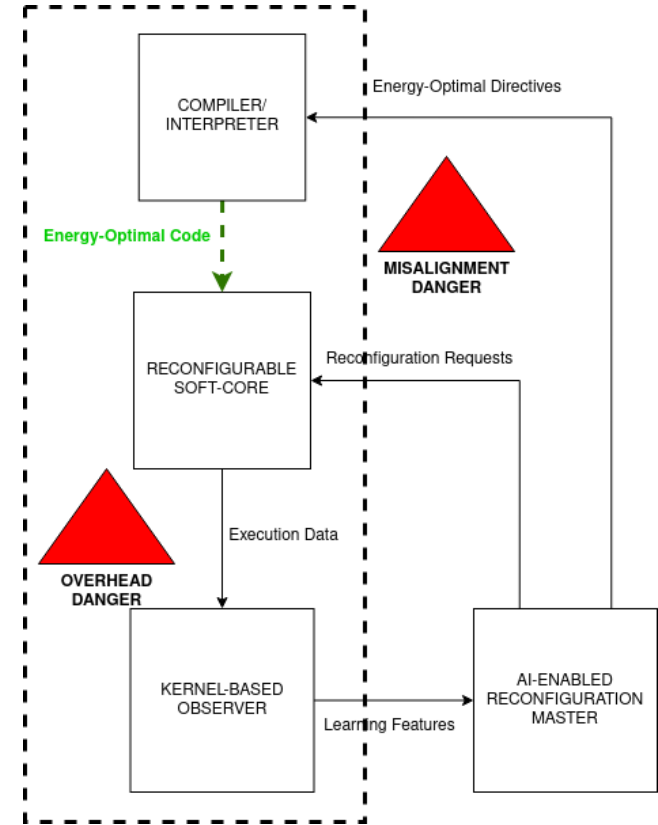 Energy-Optimal Directives
COMPILER/
INTERPRETER
Energy-Optimal Code
MISALIGNMENT
DANGER
RECONFIGURABLE
SOFT-CORE
Reconfiguration Requests
Execution Data
OVERHEAD
DANGER
KERNEL-BASED
OBSERVER
Learning Features
AI-ENABLED
RECONFIGURATION
MASTER